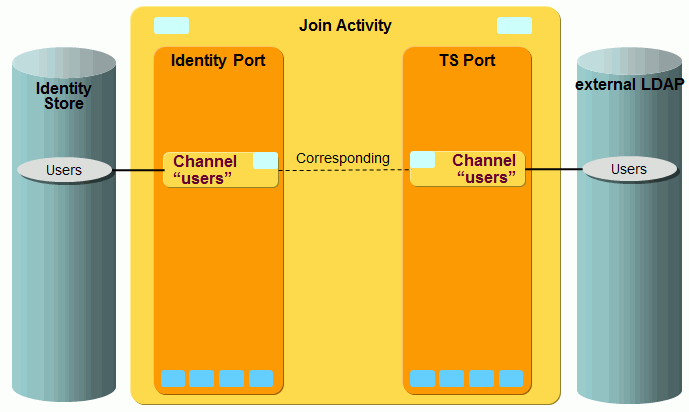 Join Activity
Identity Port
TS Port
Identity
Store
external LDAP
Channel
“users”
Corresponding
Channel
“users”
Users
Users